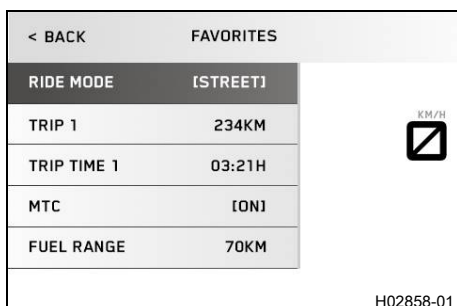 < BACK FAVORITES
RIDE MODE [STREET]
KM/H
0
TRIP 1 234KM
TRIP TIME 1 03:21H
MTC [ON]
FUEL RANGE 70KM
H02858-01